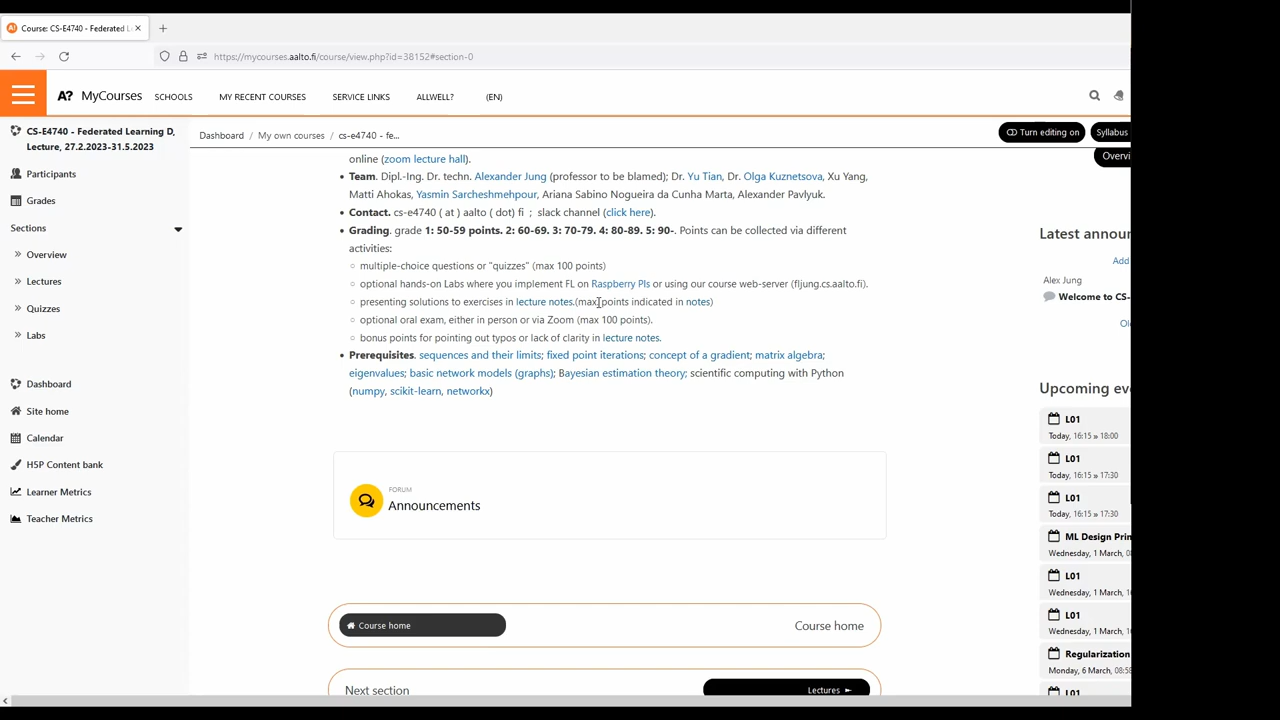 Course: CS-E4740 - Federated L
https://mycourses.aalto.fi/course/view.php?id=38152#section-0
A? MyCourses SCHOOLS MY RECENT COURSES SERVICE LINKS ALLWELL? (EN)
CS-E4740 - Federated Learning D,
Lecture, 27.2.2023-31.5.2023
Participants
Grades
Sections
Overview
Lectures
Quizzes
Labs
Dashboard
Site home
Calendar
H5P Content bank
Learner Metrics
Teacher Metrics
Dashboard / My own courses / cs-e4740 - fe...
Turn editing on
Syllabus
Overvi
online (zoom lecture hall).
• Team. Dipl.-Ing. Dr. techn. Alexander Jung (professor to be blamed); Dr. Yu Tian, Dr. Olga Kuznetsova, Xu Yang,
Matti Ahokas, Yasmin Sarcheshmehpour, Ariana Sabino Nogueira da Cunha Marta, Alexander Pavlyuk.
• Contact. cs-e4740 ( at ) aalto ( dot) fi ; slack channel (click here).
• Grading. grade 1: 50-59 points. 2: 60-69. 3: 70-79. 4: 80-89. 5: 90-. Points can be collected via different
activities:
○ multiple-choice questions or "quizzes" (max 100 points)
○ optional hands-on Labs where you implement FL on Raspberry PIs or using our course web-server (fljung.cs.aalto.fi).
○ presenting solutions to exercises in lecture notes.(max points indicated in notes)
○ optional oral exam, either in person or via Zoom (max 100 points).
○ bonus points for pointing out typos or lack of clarity in lecture notes.
• Prerequisites. sequences and their limits; fixed point iterations; concept of a gradient; matrix algebra;
eigenvalues; basic network models (graphs); Bayesian estimation theory; scientific computing with Python
(numpy, scikit-learn, networkx)
FORUM
Announcements
Course home
Course home
Next section
Lectures
Latest annour
Add
Alex Jung
Welcome to CS-
Ol
Upcoming ev
L01
Today, 16:15 » 18:00
L01
Today, 16:15 » 17:30
L01
Today, 16:15 » 17:30
ML Design Prin
Wednesday, 1 March, 0
L01
Wednesday, 1 March, 1
L01
Wednesday, 1 March, 1
Regularization
Monday, 6 March, 08:5
L01